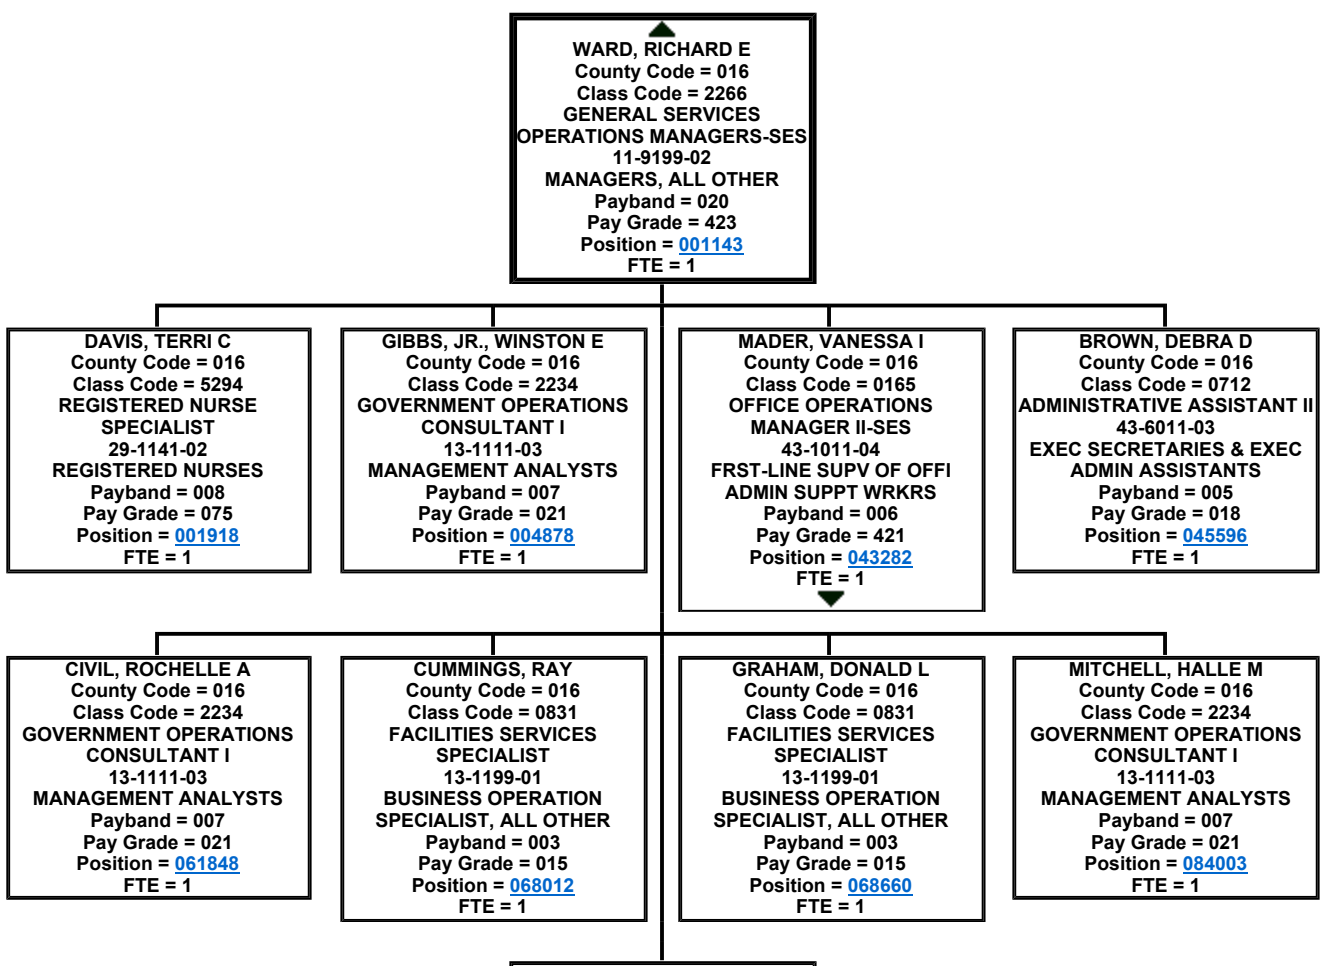 WARD, RICHARD E
County Code = 016
Class Code = 2266
GENERAL SERVICES
OPERATIONS MANAGERS-SES
11-9199-02
MANAGERS, ALL OTHER
Payband = 020
Pay Grade = 423
Position = 001143
FTE = 1
DAVIS, TERRI C
County Code = 016
Class Code = 5294
REGISTERED NURSE
SPECIALIST
29-1141-02
REGISTERED NURSES
Payband = 008
Pay Grade = 075
Position = 001918
FTE = 1
GIBBS, JR., WINSTON E
County Code = 016
Class Code = 2234
GOVERNMENT OPERATIONS
CONSULTANT I
13-1111-03
MANAGEMENT ANALYSTS
Payband = 007
Pay Grade = 021
Position = 004878
FTE = 1
MADER, VANESSA I
County Code = 016
Class Code = 0165
OFFICE OPERATIONS
MANAGER II-SES
43-1011-04
FRST-LINE SUPV OF OFFI
ADMIN SUPPT WRKRS
Payband = 006
Pay Grade = 421
Position = 043282
FTE = 1
BROWN, DEBRA D
County Code = 016
Class Code = 0712
ADMINISTRATIVE ASSISTANT II
43-6011-03
EXEC SECRETARIES & EXEC
ADMIN ASSISTANTS
Payband = 005
Pay Grade = 018
Position = 045596
FTE = 1
CIVIL, ROCHELLE A
County Code = 016
Class Code = 2234
GOVERNMENT OPERATIONS
CONSULTANT I
13-1111-03
MANAGEMENT ANALYSTS
Payband = 007
Pay Grade = 021
Position = 061848
FTE = 1
CUMMINGS, RAY
County Code = 016
Class Code = 0831
FACILITIES SERVICES
SPECIALIST
13-1199-01
BUSINESS OPERATION
SPECIALIST, ALL OTHER
Payband = 003
Pay Grade = 015
Position = 068012
FTE = 1
GRAHAM, DONALD L
County Code = 016
Class Code = 0831
FACILITIES SERVICES
SPECIALIST
13-1199-01
BUSINESS OPERATION
SPECIALIST, ALL OTHER
Payband = 003
Pay Grade = 015
Position = 068660
FTE = 1
MITCHELL, HALLE M
County Code = 016
Class Code = 2234
GOVERNMENT OPERATIONS
CONSULTANT I
13-1111-03
MANAGEMENT ANALYSTS
Payband = 007
Pay Grade = 021
Position = 084003
FTE = 1